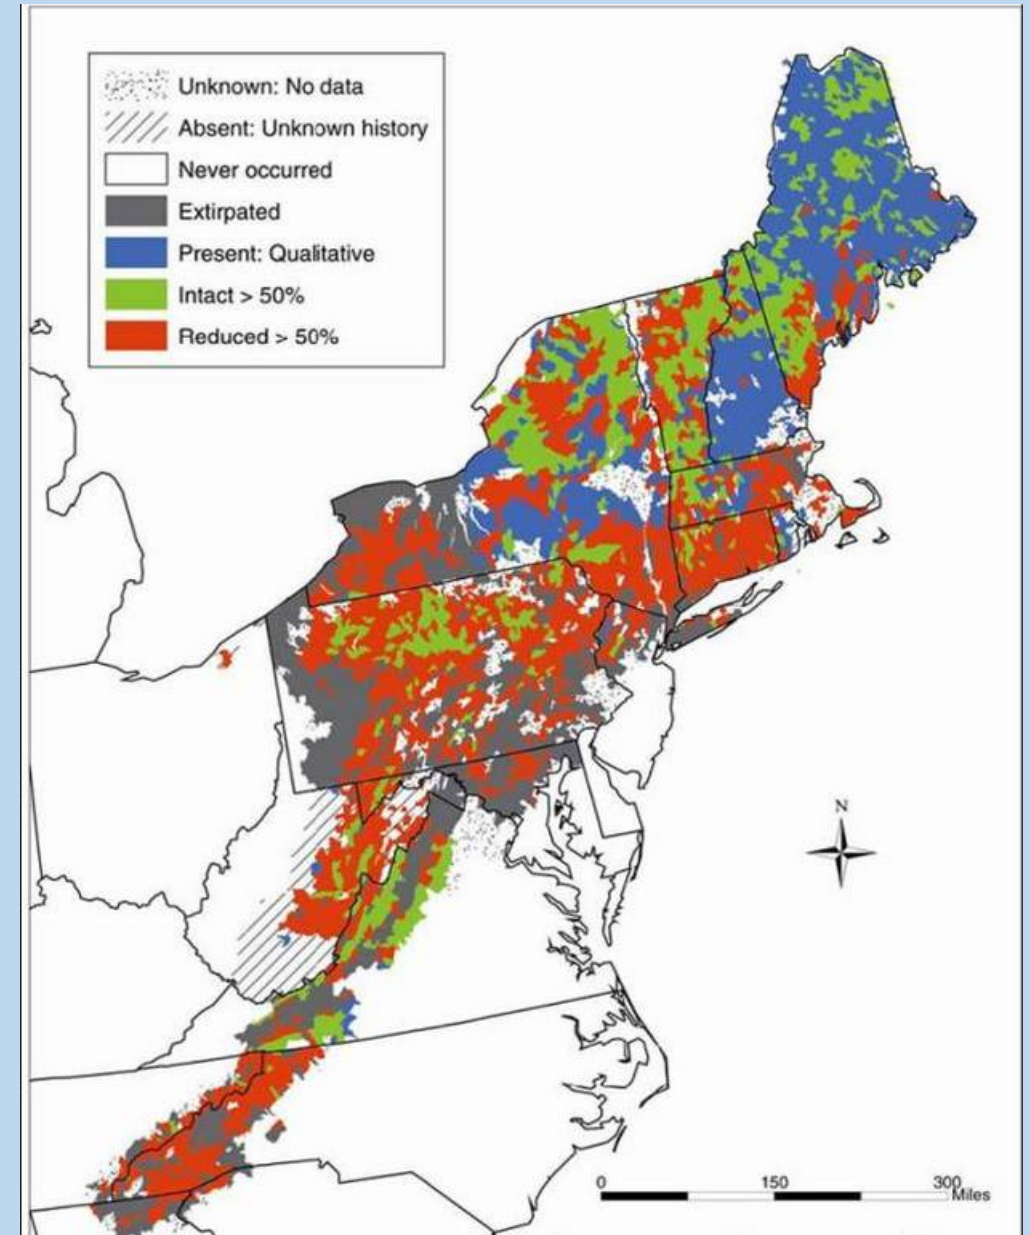 Unknown: No data
Absent: Unknown history
Never occurred
Extirpated
Present: Qualitative
Intact > 50%
Reduced > 50%
N
0 150 300
Miles